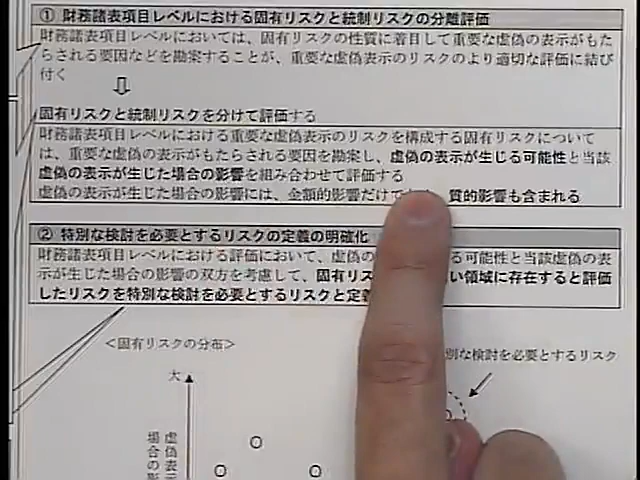 ① 財務諸表項目レベルにおける固有リスクと統制リスクの分離評価
財務諸表項目レベルにおいては、固有リスクの性質に着目して重要な虚偽の表示がもた
らされる要因などを勘案することが、重要な虚偽表示のリスクのより適切な評価に結び
付く
固有リスクと統制リスクを分けて評価する
財務諸表項目レベルにおける重要な虚偽表示のリスクを構成する固有リスクについて
は、重要な虚偽の表示がもたらされる要因を勘案し、虚偽の表示が生じる可能性と当該
虚偽の表示が生じた場合の影響を組み合わせて評価する
虚偽の表示が生じた場合の影響には、金額的影響だけで 質的影響も含まれる
② 特別な検討を必要とするリスクの定義の明確化
財務諸表項目レベルにおける評価において、虚偽の る可能性と当該虚偽の表
示が生じた場合の影響の双方を考慮して、固有リス い領域に存在すると評価
したリスクを特別な検討を必要とするリスクと定
<固有リスクの分布>
別な検討を必要とするリスク
大
虚偽表示
場合の影